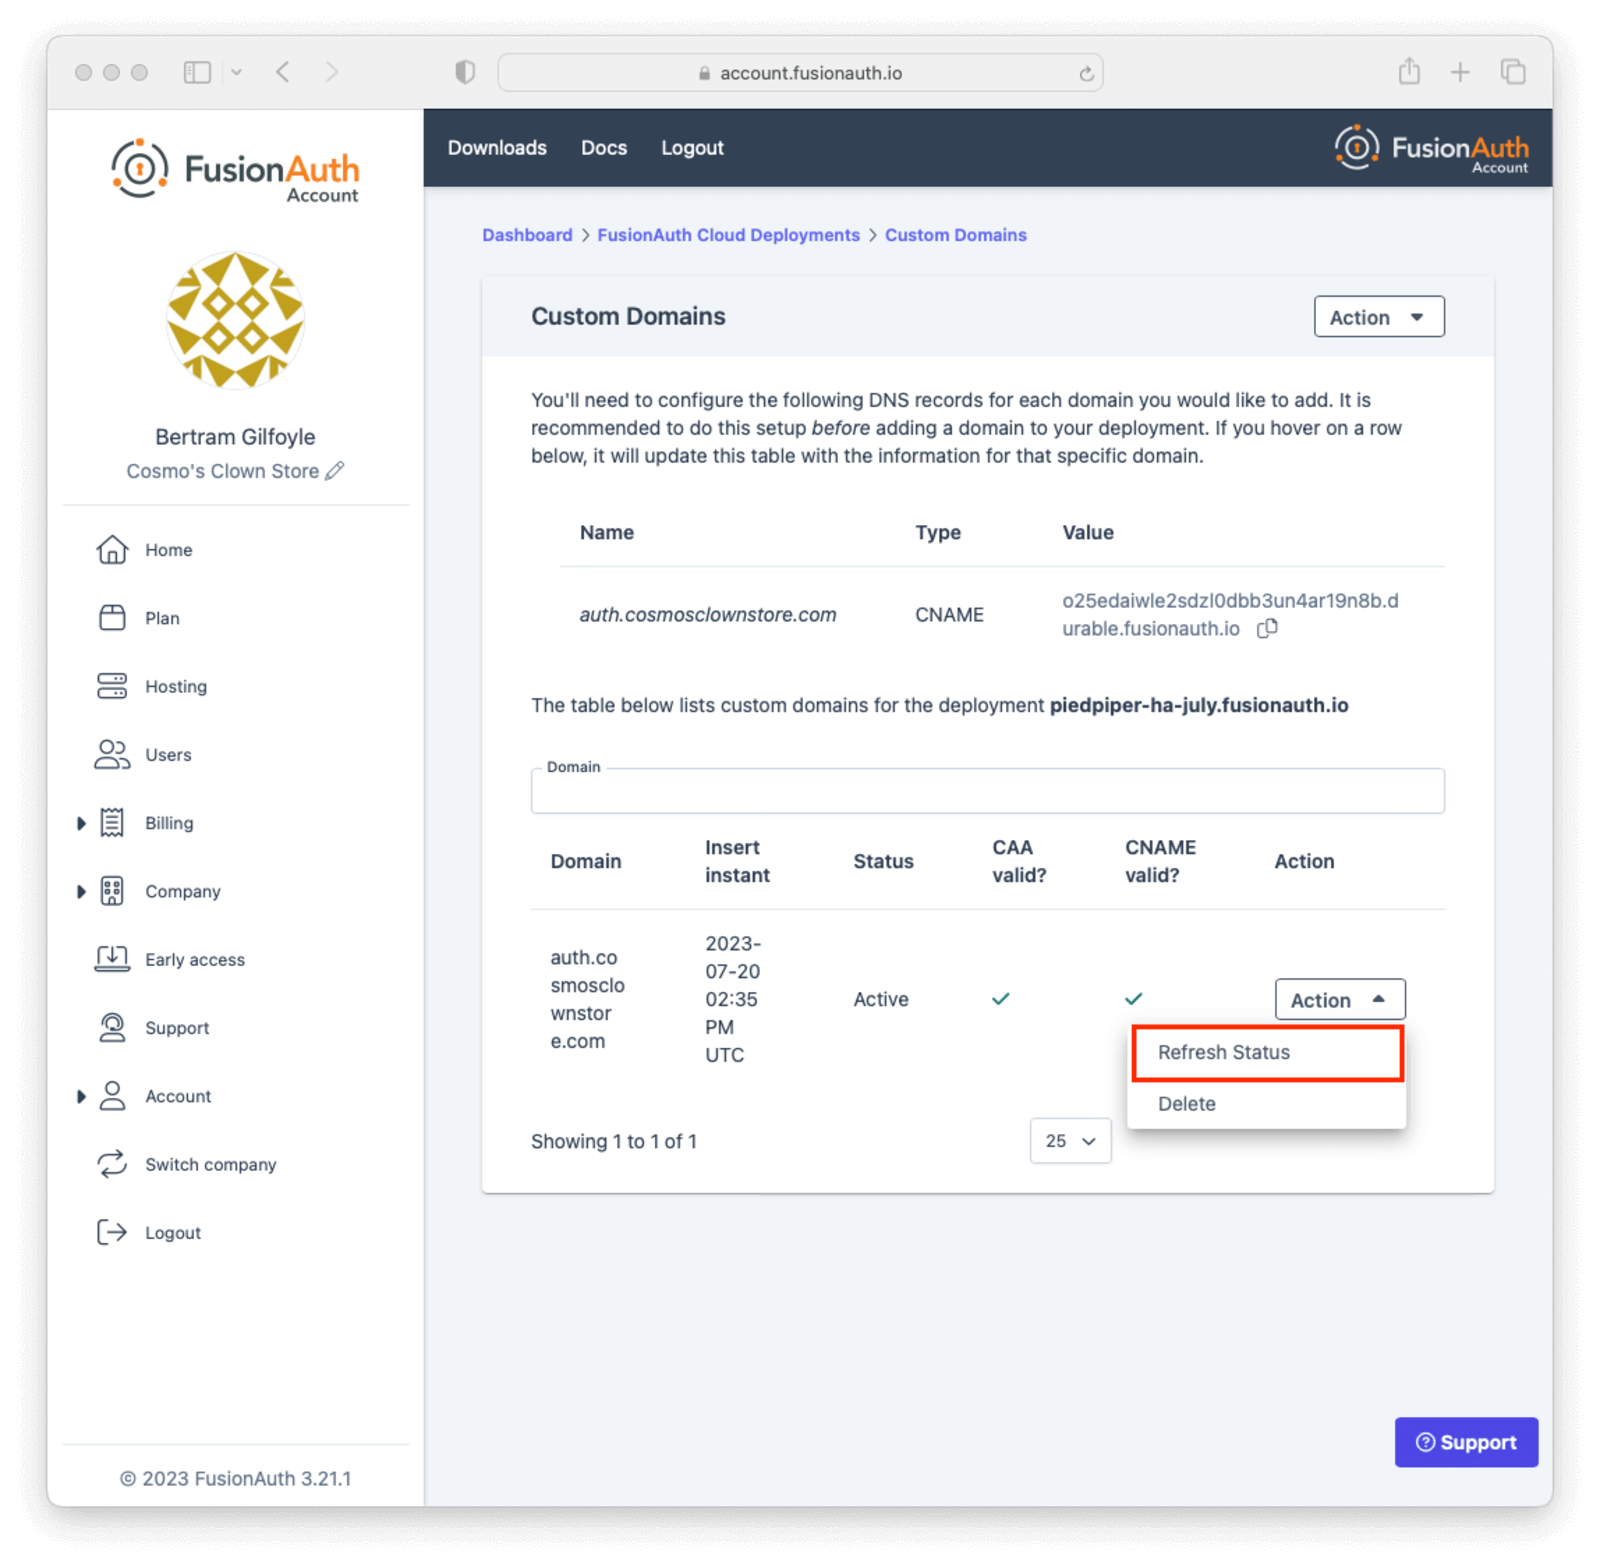 account.fusionauth.io
FusionAuth
Account
Downloads Docs Logout
FusionAuth
Account
Bertram Gilfoyle
Cosmo's Clown Store
Home
Plan
Hosting
Users
Billing
Company
Early access
Support
Account
Switch company
Logout
© 2023 FusionAuth 3.21.1
Dashboard > FusionAuth Cloud Deployments > Custom Domains
Custom Domains
Action
You'll need to configure the following DNS records for each domain you would like to add. It is
recommended to do this setup before adding a domain to your deployment. If you hover on a row
below, it will update this table with the information for that specific domain.
Name Type Value
auth.cosmosclownstore.com CNAME o25edaiwle2sdzl0dbb3un4ar19n8b.d
urable.fusionauth.io
The table below lists custom domains for the deployment piedpiper-ha-july.fusionauth.io
Domain
Domain
Insert
instant
Status
CAA
valid?
CNAME
valid?
Action
auth.co
smosclo
wnstor
e.com
2023-
07-20
02:35
PM
UTC
Active
Action
Refresh Status
Delete
Showing 1 to 1 of 1
25
Support